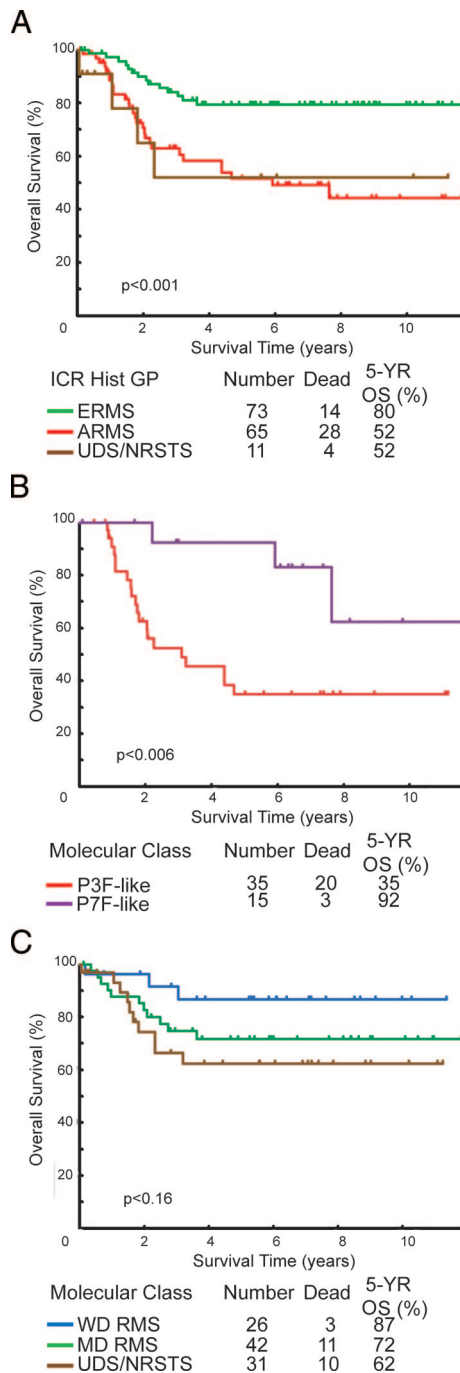 A
Overall Survival (%)
100
80
60
40
20
p<0.001
0 2 4 6 8 10
Survival Time (years)
ICR Hist GP Number Dead 5-YR OS (%)
ERMS 73 14 80
ARMS 65 28 52
UDS/NRSTS 11 4 52
B
Overall Survival (%)
100
80
60
40
20
p<0.006
0 2 4 6 8 10
Survival Time (years)
Molecular Class Number Dead 5-YR OS (%)
P3F-like 35 20 35
P7F-like 15 3 92
C
Overall Survival (%)
100
80
60
40
20
p<0.16
0 2 4 6 8 10
Survival Time (years)
Molecular Class Number Dead 5-YR OS (%)
WD RMS 26 3 87
MD RMS 42 11 72
UDS/NRSTS 31 10 62